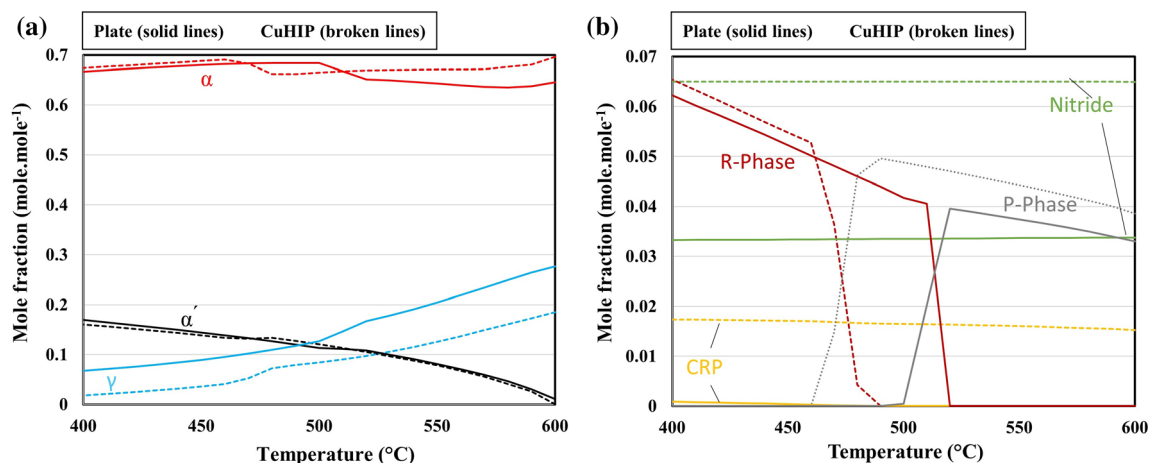 (a)
Plate (solid lines) CuHIP (broken lines)
Mole fraction (mole.mole⁻¹)
0.7
0.6
0.5
0.4
0.3
0.2
0.1
0
α
α´
γ
400 450 500 550 600
Temperature (°C)
(b)
Plate (solid lines) CuHIP (broken lines)
Mole fraction (mole.mole⁻¹)
0.07
0.06
0.05
0.04
0.03
0.02
0.01
0
Nitride
R-Phase
P-Phase
CRP
400 450 500 550 600
Temperature (°C)